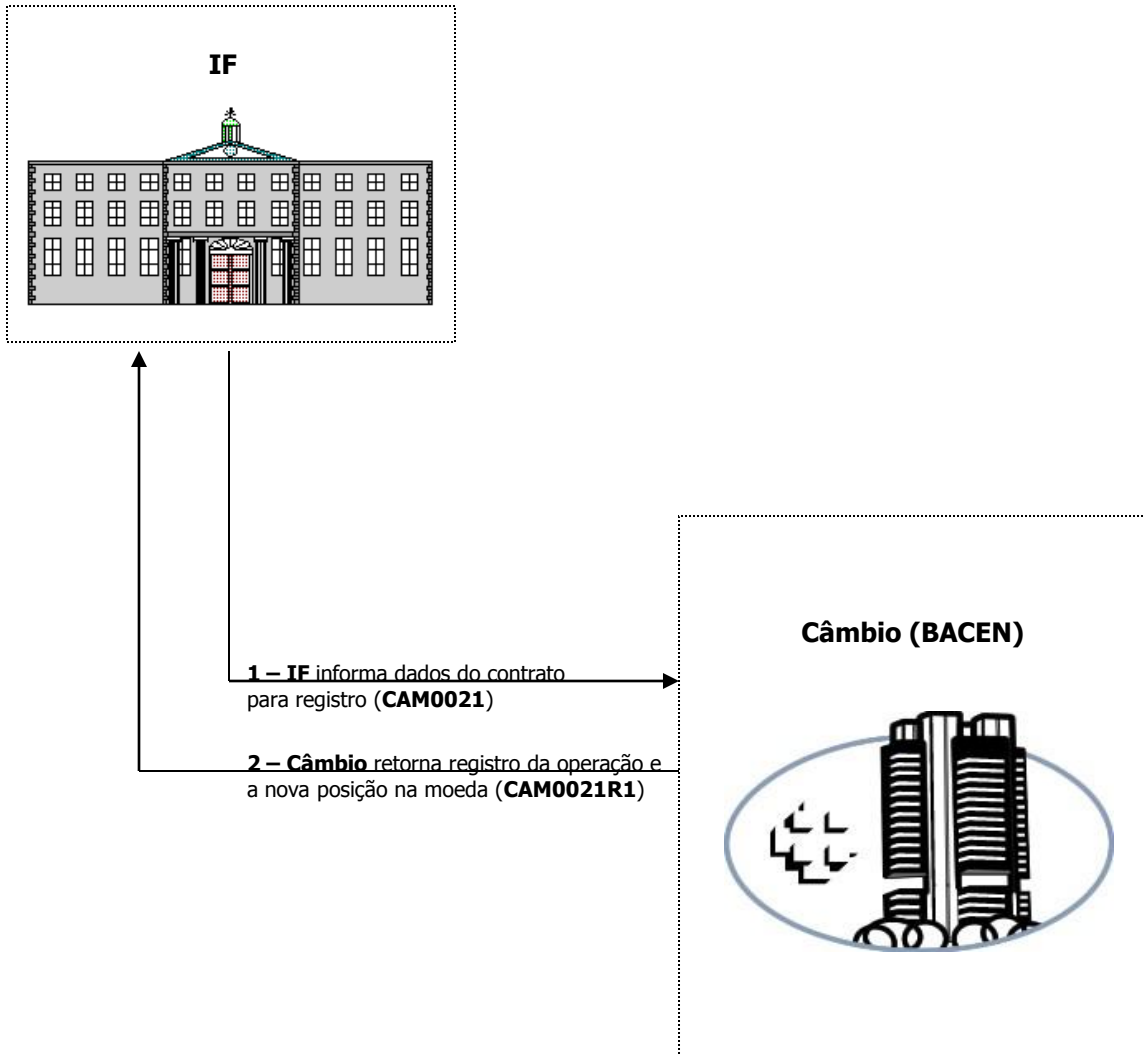 IF
Câmbio (BACEN)
1 – IF informa dados do contrato
para registro (CAM0021)
2 – Câmbio retorna registro da operação e
a nova posição na moeda (CAM0021R1)